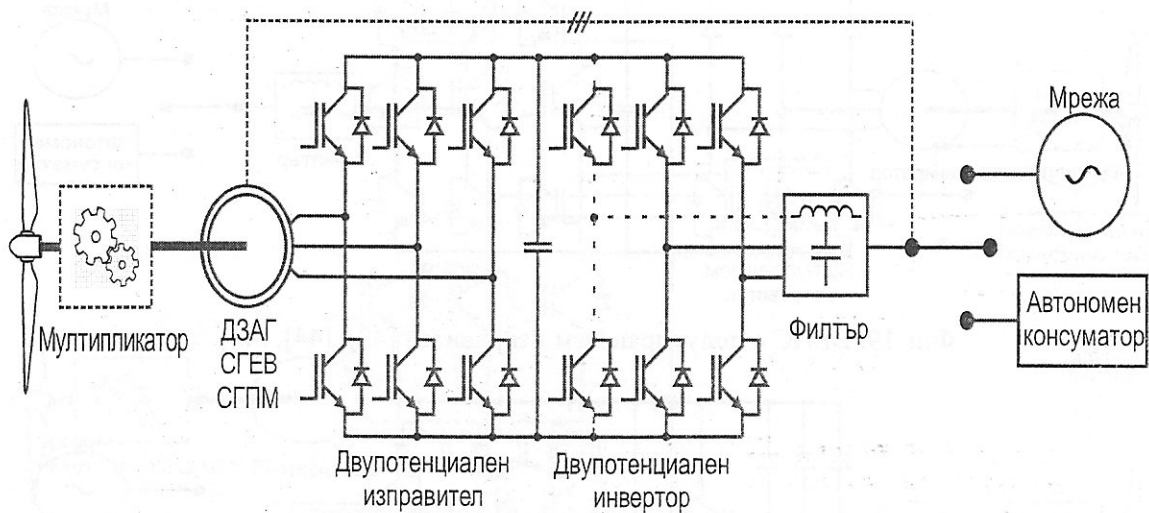 Мрежа
Мултипликатор
ДЗАГ
СГЕВ
СГПМ
Филтър
Автономен
консуматор
Двупотенциален
изправител
Двупотенциален
инвертор